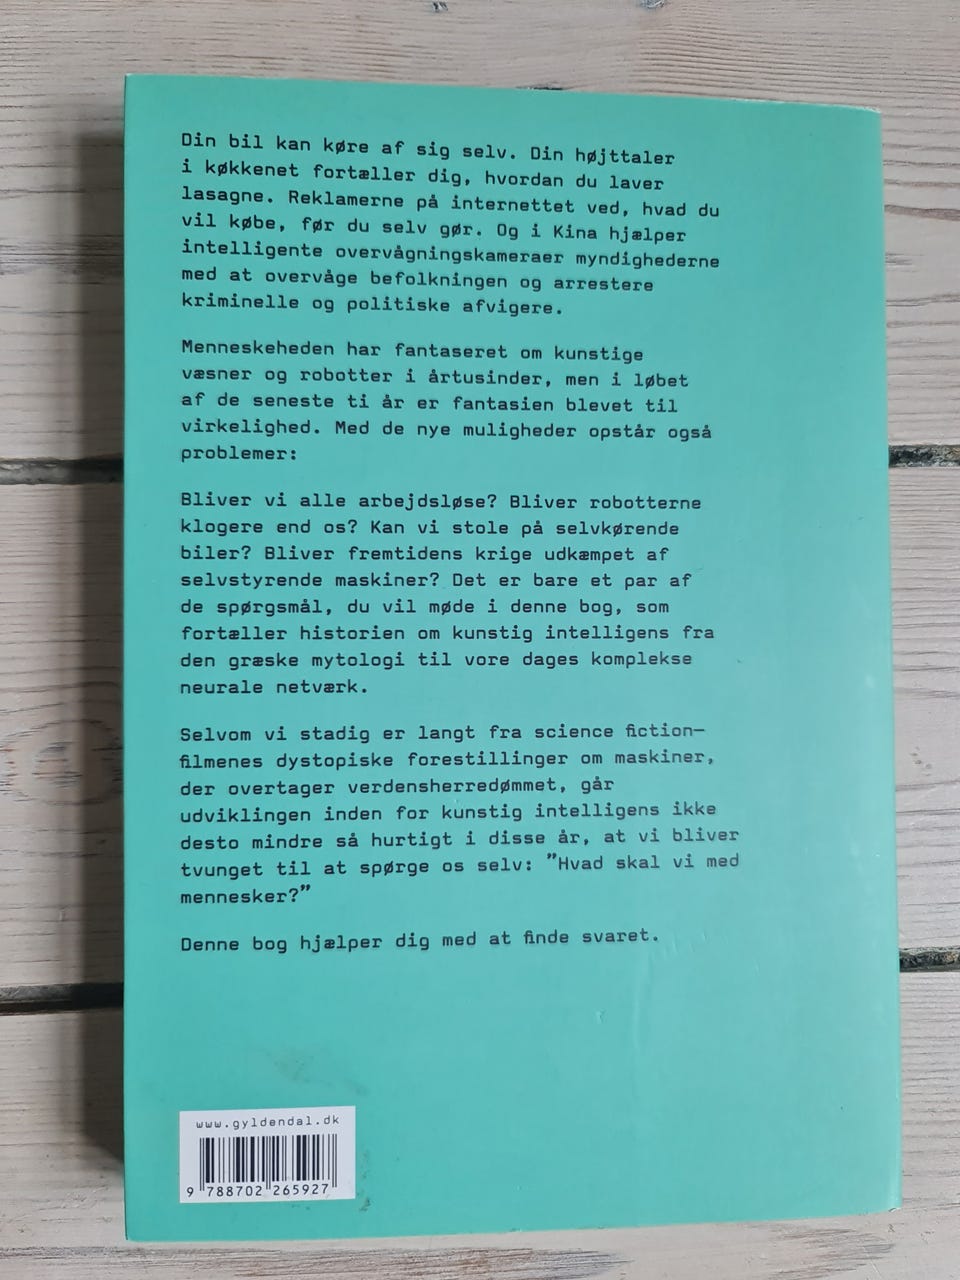 Din bil kan køre af sig selv. Din højttaler
i køkkenet fortæller dig, hvordan du laver
lasagne. Reklamerne på internettet ved, hvad du
vil købe, før du selv gør. Og i Kina hjælper
intelligente overvågningskameraer myndighederne
med at overvåge befolkningen og arrestere
kriminelle og politiske afvigere.
Menneskeheden har fantaseret om kunstige
væsner og robotter i årtusinder, men i løbet
af de seneste ti år er fantasien blevet til
virkelighed. Med de nye muligheder opstår også
problemer:
Bliver vi alle arbejdsløse? Bliver robotterne
klogere end os? Kan vi stole på selvkørende
biler? Bliver fremtidens krige udkæmpet af
selvstyrende maskiner? Det er bare et par af
de spørgsmål, du vil møde i denne bog, som
fortæller historien om kunstig intelligens fra
den græske mytologi til vore dages komplekse
neurale netværk.
Selvom vi stadig er langt fra science fiction-
filmenes dystopiske forestillinger om maskiner,
der overtager verdensherredømmet, går
udviklingen inden for kunstig intelligens ikke
desto mindre så hurtigt i disse år, at vi bliver
tvunget til at spørge os selv: ”Hvad skal vi med
mennesker?”
Denne bog hjælper dig med at finde svaret.
www.gyldendal.dk
9 788702 265927